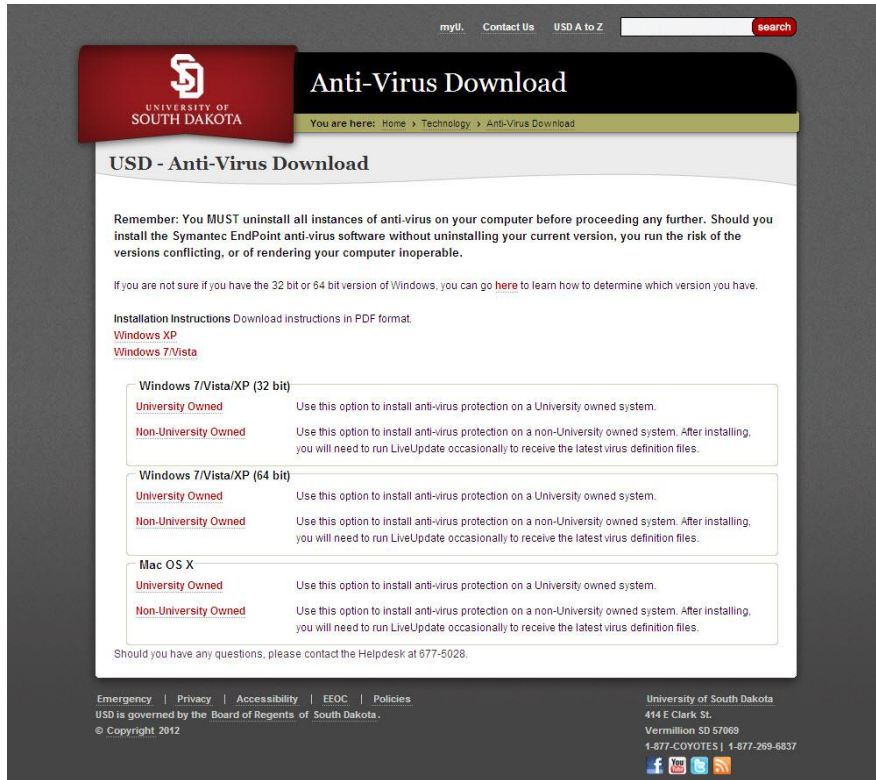 myU. Contact Us USD A to Z search
UNIVERSITY OF
SOUTH DAKOTA
Anti-Virus Download
You are here: Home › Technology › Anti-Virus Download
USD - Anti-Virus Download
Remember: You MUST uninstall all instances of anti-virus on your computer before proceeding any further. Should you
install the Symantec EndPoint anti-virus software without uninstalling your current version, you run the risk of the
versions conflicting, or of rendering your computer inoperable.
If you are not sure if you have the 32 bit or 64 bit version of Windows, you can go here to learn how to determine which version you have.
Installation Instructions Download instructions in PDF format.
Windows XP
Windows 7/Vista
Windows 7/Vista/XP (32 bit)
University Owned Use this option to install anti-virus protection on a University owned system.
Non-University Owned Use this option to install anti-virus protection on a non-University owned system. After installing,
you will need to run LiveUpdate occasionally to receive the latest virus definition files.
Windows 7/Vista/XP (64 bit)
University Owned Use this option to install anti-virus protection on a University owned system.
Non-University Owned Use this option to install anti-virus protection on a non-University owned system. After installing,
you will need to run LiveUpdate occasionally to receive the latest virus definition files.
Mac OS X
University Owned Use this option to install anti-virus protection on a University owned system.
Non-University Owned Use this option to install anti-virus protection on a non-University owned system. After installing,
you will need to run LiveUpdate occasionally to receive the latest virus definition files.
Should you have any questions, please contact the Helpdesk at 677-5028.
Emergency | Privacy | Accessibility | EEOC | Policies
USD is governed by the Board of Regents of South Dakota.
© Copyright 2012
University of South Dakota
414 E Clark St.
Vermillion SD 57069
1-877-COYOTES | 1-877-269-6837
You Tube